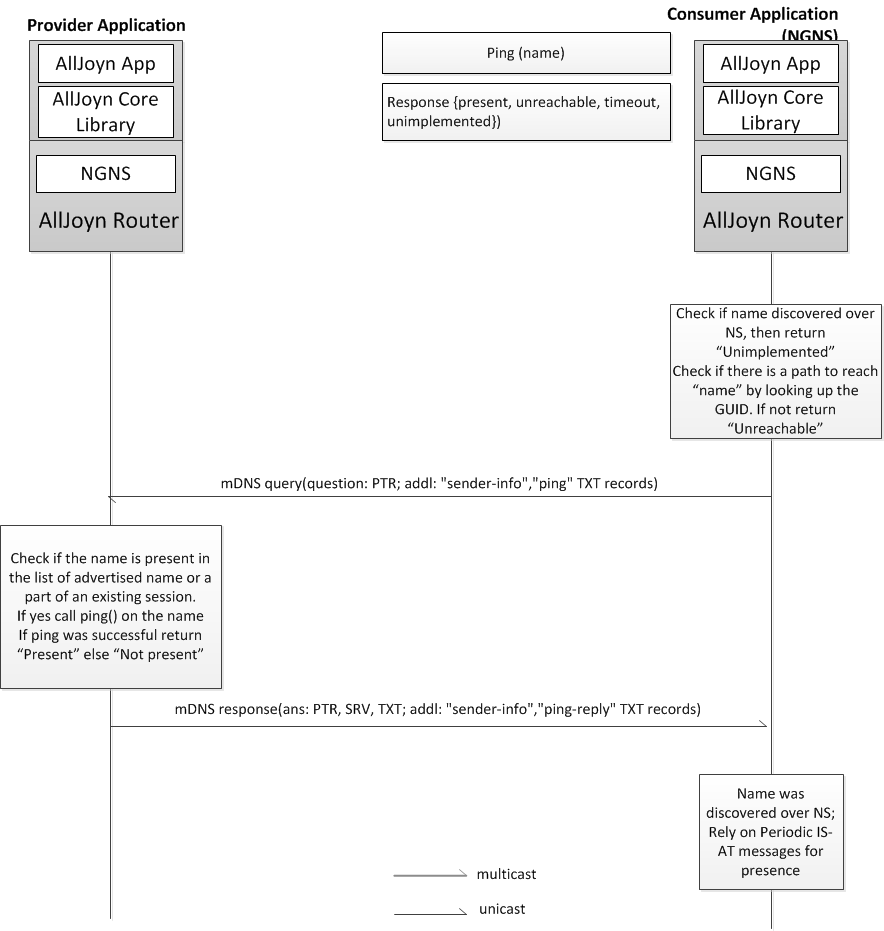 Provider Application
Consumer Application
(NGNS)
AllJoyn App
AllJoyn Core
Library
NGNS
AllJoyn Router
Ping (name)
Response {present, unreachable, timeout,
unimplemented})
AllJoyn App
AllJoyn Core
Library
NGNS
AllJoyn Router
Check if name discovered over
NS, then return
“Unimplemented”
Check if there is a path to reach
“name” by looking up the
GUID. If not return
“Unreachable”
mDNS query(question: PTR; addl: "sender-info","ping" TXT records)
Check if the name is present in
the list of advertised name or a
part of an existing session.
If yes call ping() on the name
If ping was successful return
“Present” else “Not present”
mDNS response(ans: PTR, SRV, TXT; addl: "sender-info","ping-reply" TXT records)
Name was
discovered over NS;
Rely on Periodic IS-
AT messages for
presence
multicast
unicast